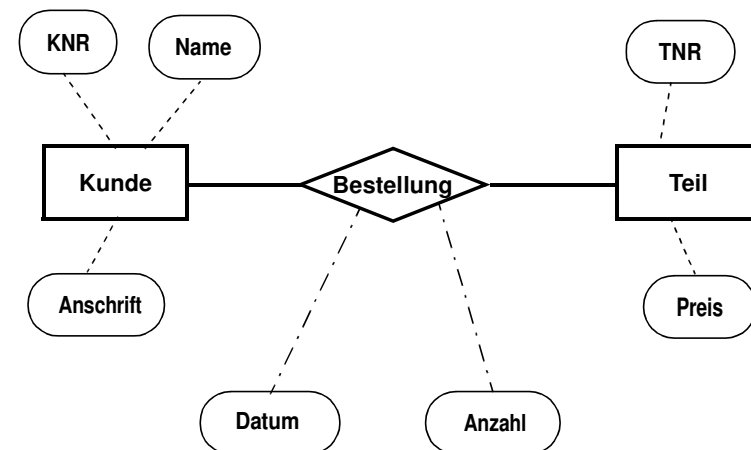 KNR
Name
TNR
Kunde
Bestellung
Teil
Anschrift
Preis
Datum
Anzahl